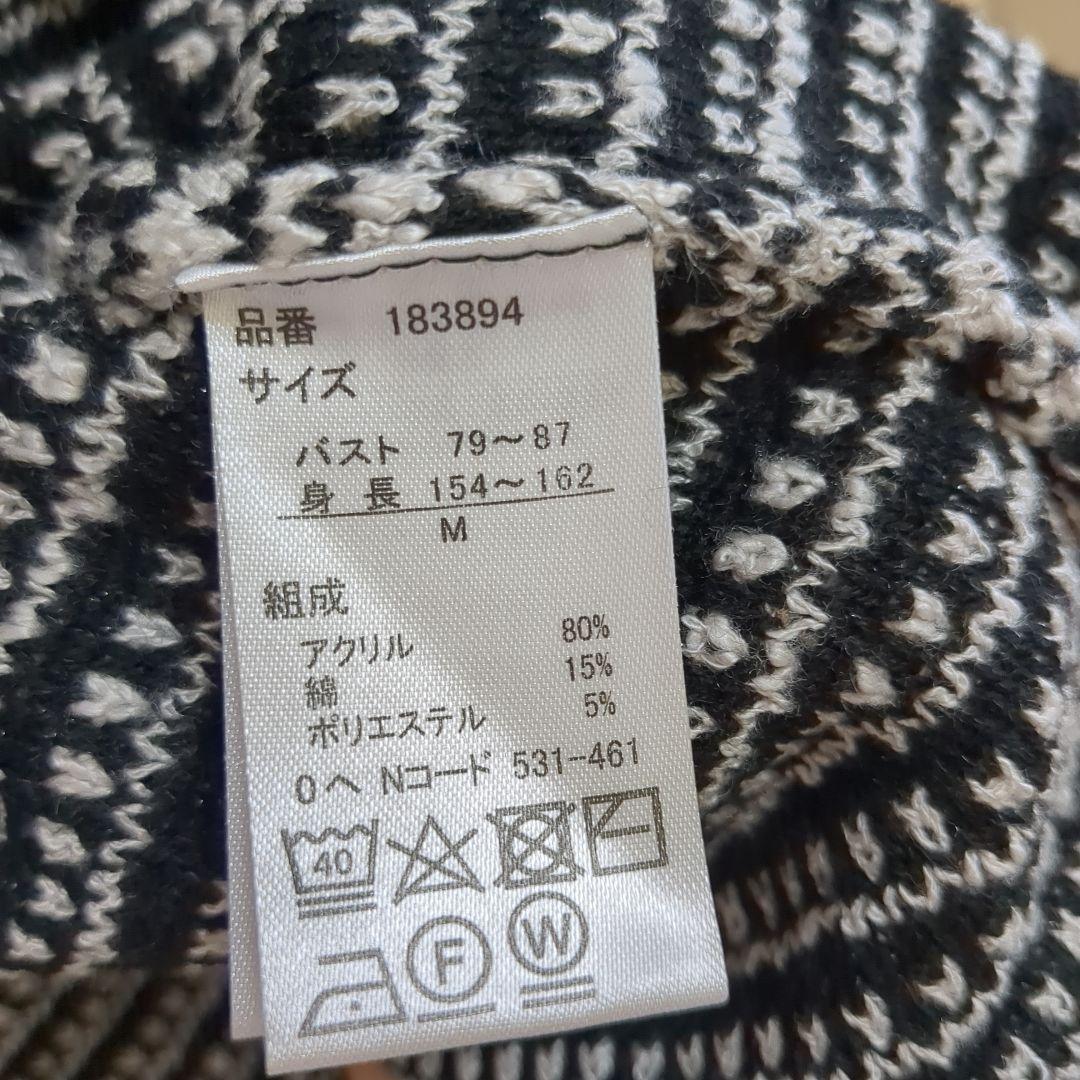 品番 183894
サイズ
バスト 79〜87
身長 154〜162
M
組成
アクリル 80%
綿 15%
ポリエステル 5%
0ヘ Nコード 531-461
40
F W